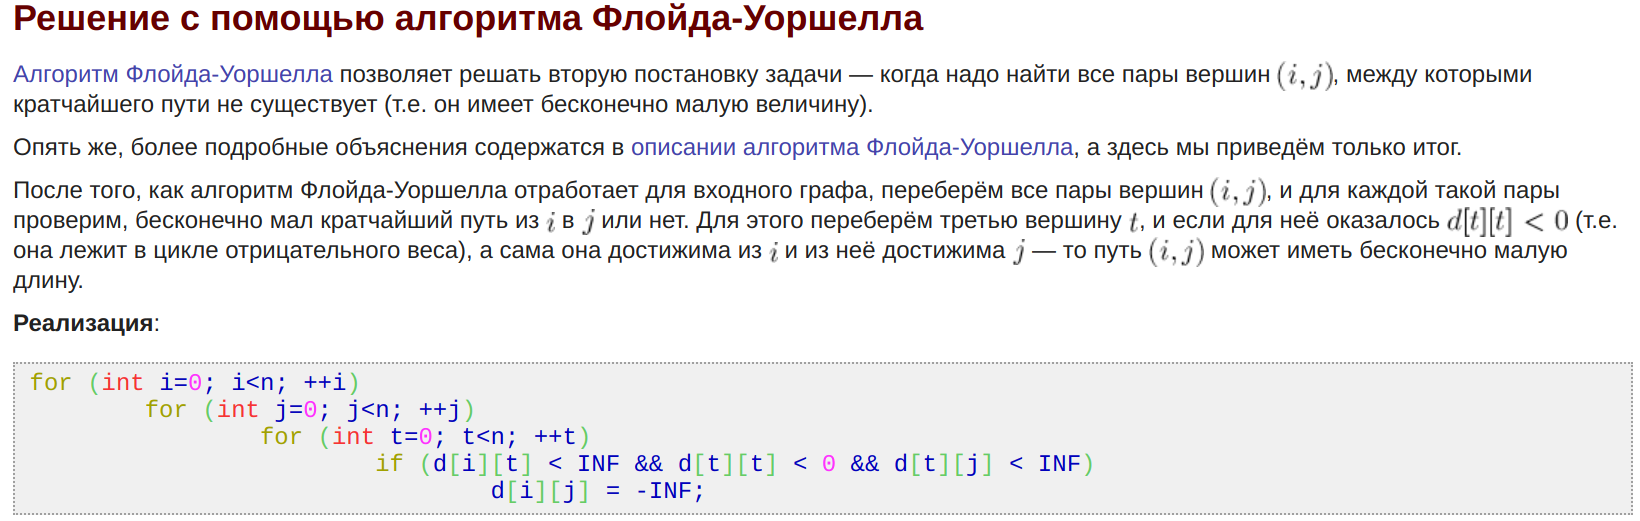 Решение с помощью алгоритма Флойда-Уоршелла
Алгоритм Флойда-Уоршелла позволяет решать вторую постановку задачи — когда надо найти все пары вершин (i, j), между которыми
кратчайшего пути не существует (т.е. он имеет бесконечно малую величину).
Опять же, более подробные объяснения содержатся в описании алгоритма Флойда-Уоршелла, а здесь мы приведём только итог.
После того, как алгоритм Флойда-Уоршелла отработает для входного графа, переберём все пары вершин (i, j), и для каждой такой пары
проверим, бесконечно мал кратчайший путь из i в j или нет. Для этого переберём третью вершину t, и если для неё оказалось d[t][t] < 0 (т.е.
она лежит в цикле отрицательного веса), а сама она достижима из i и из неё достижима j — то путь (i, j) может иметь бесконечно малую
длину.
Реализация:
for (int i=0; i<n; ++i)
for (int j=0; j<n; ++j)
for (int t=0; t<n; ++t)
if (d[i][t] < INF && d[t][t] < 0 && d[t][j] < INF)
d[i][j] = -INF;